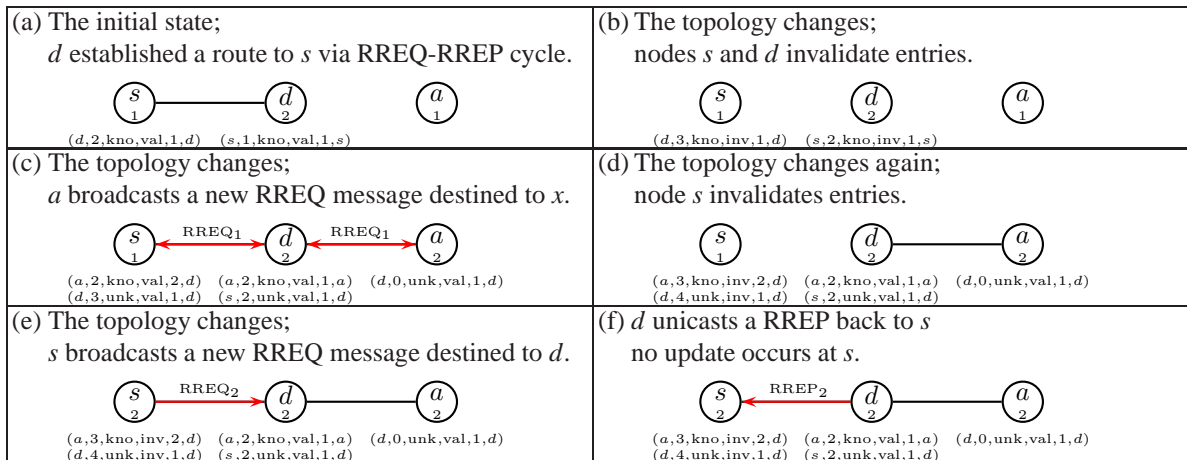 (a) The initial state;
d established a route to s via RREQ-RREP cycle.
s d a
1 2 1
(d,2,kno,val,1,d) (s,1,kno,val,1,s)
(b) The topology changes;
nodes s and d invalidate entries.
s d a
1 2 1
(d,3,kno,inv,1,d) (s,2,kno,inv,1,s)
(c) The topology changes;
a broadcasts a new RREQ message destined to x.
RREQ1 RREQ1
s d a
1 2 2
(a,2,kno,val,2,d) (a,2,kno,val,1,a) (d,0,unk,val,1,d)
(d,3,unk,val,1,d) (s,2,unk,val,1,d)
(d) The topology changes again;
node s invalidates entries.
s d a
1 2 2
(a,3,kno,inv,2,d) (a,2,kno,val,1,a) (d,0,unk,val,1,d)
(d,4,unk,inv,1,d) (s,2,unk,val,1,d)
(e) The topology changes;
s broadcasts a new RREQ message destined to d.
RREQ2
s d a
2 2 2
(a,3,kno,inv,2,d) (a,2,kno,val,1,a) (d,0,unk,val,1,d)
(d,4,unk,inv,1,d) (s,2,unk,val,1,d)
(f) d unicasts a RREP back to s
no update occurs at s.
RREP2
s d a
2 2 2
(a,3,kno,inv,2,d) (a,2,kno,val,1,a) (d,0,unk,val,1,d)
(d,4,unk,inv,1,d) (s,2,unk,val,1,d)